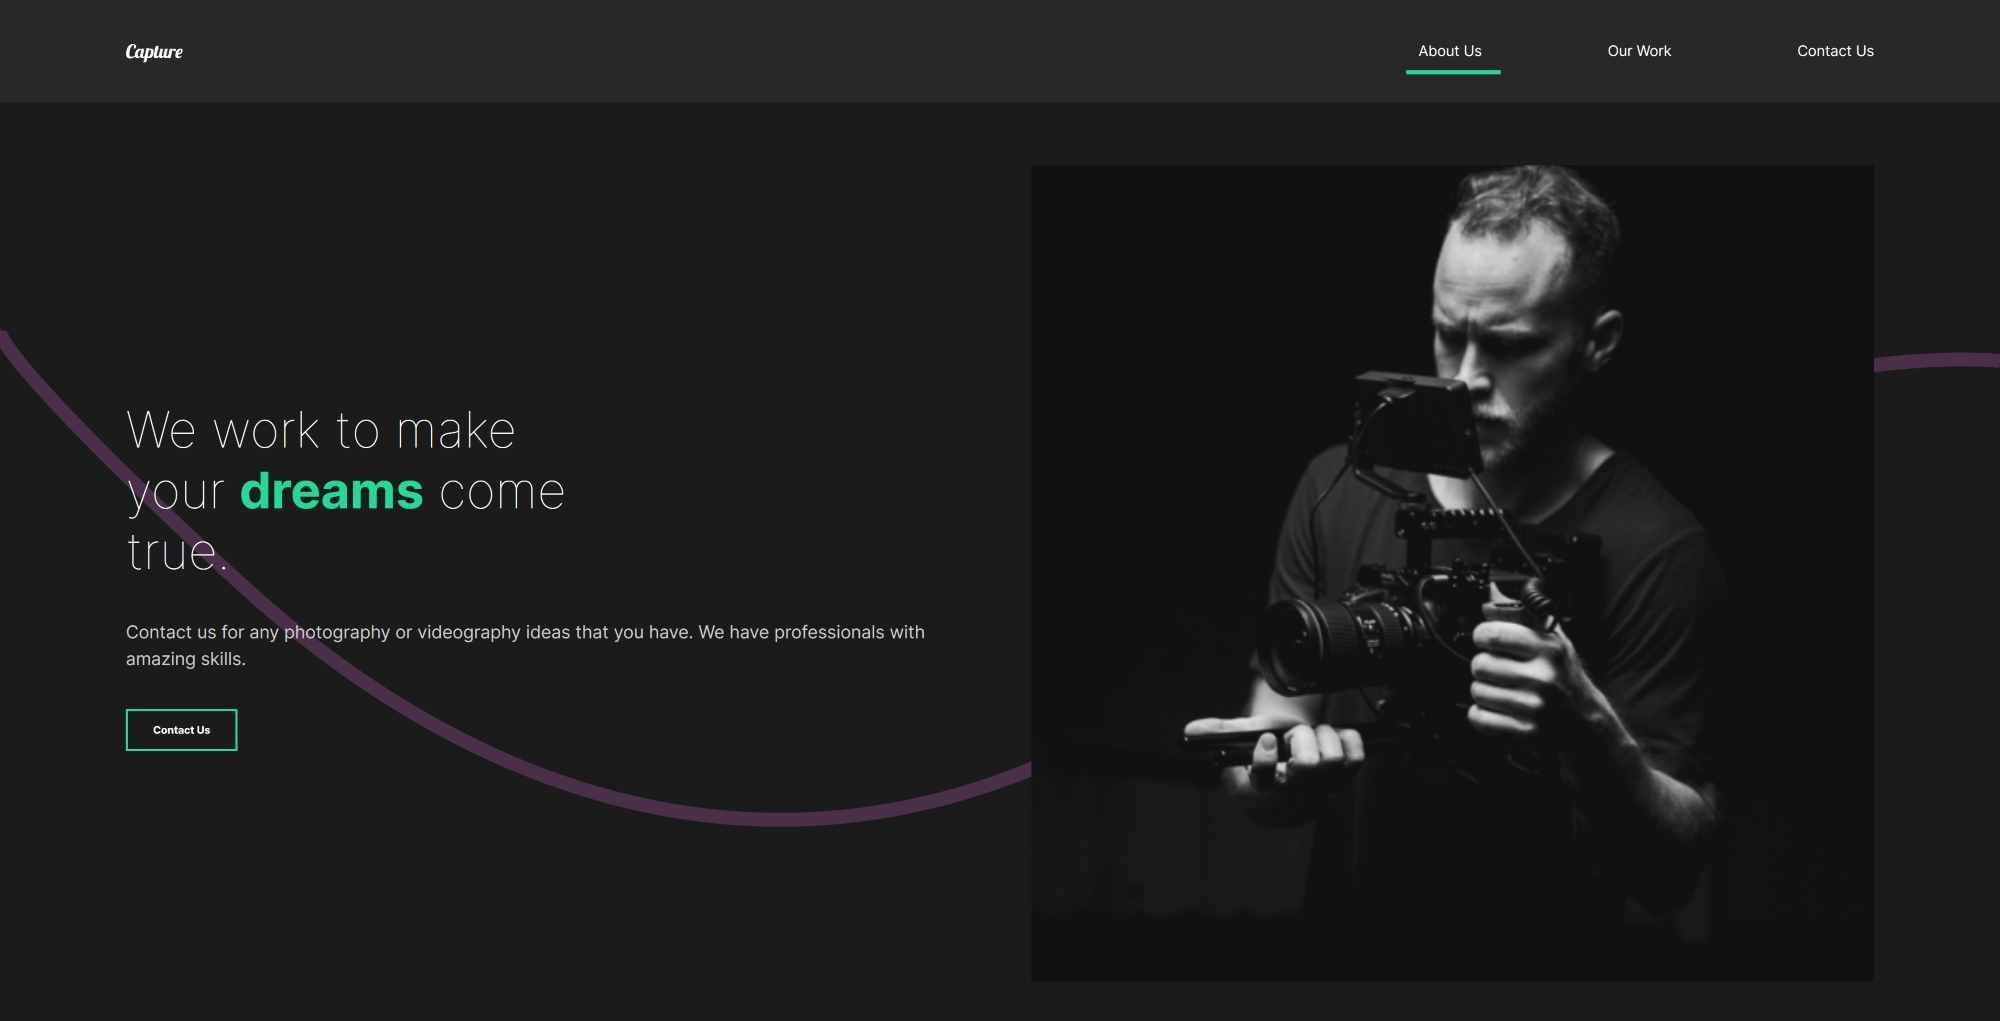 Capture
About Us
Our Work
Contact Us
We work to make
your dreams come
true.
Contact us for any photography or videography ideas that you have. We have professionals with
amazing skills.
Contact Us